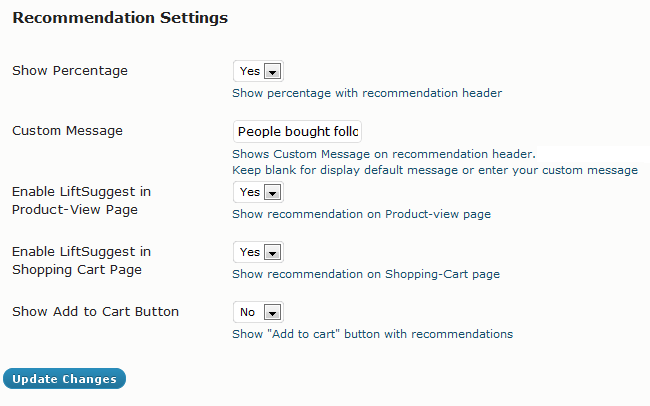 Recommendation Settings
Show Percentage
Yes
Show percentage with recommendation header
Custom Message
People bought follo
Shows Custom Message on recommendation header.
Keep blank for display default message or enter your custom message
Enable LiftSuggest in
Product-View Page
Yes
Show recommendation on Product-view page
Enable LiftSuggest in
Shopping Cart Page
Yes
Show recommendation on Shopping-Cart page
Show Add to Cart Button
No
Show "Add to cart" button with recommendations
Update Changes